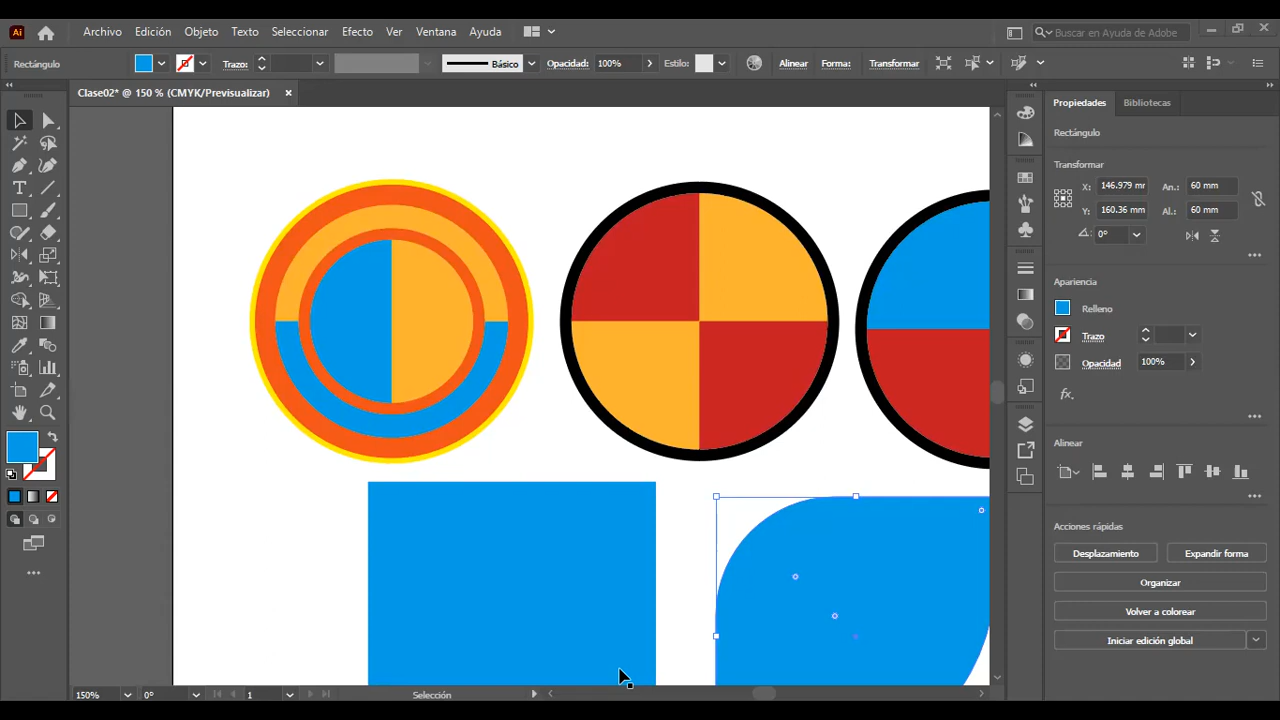 Ai Archivo Edición Objeto Texto Seleccionar Efecto Ver Ventana Ayuda Buscar en Ayuda de Adobe
Rectángulo Trazo: Básico Opacidad: 100% Estilo: Alinear Forma: Transformar
Clase02* @ 150 % (CMYK/Previsualizar)
Propiedades Bibliotecas
Rectángulo
Transformar
X: 146.979 mr An.: 60 mm
Y: 160.36 mm Al.: 60 mm
0°
Apariencia
Relleno
Trazo
Opacidad 100%
fx.
Alinear
Acciones rápidas
Desplazamiento Expandir forma
Organizar
Volver a colorear
Iniciar edición global
150% 0° 1 Selección